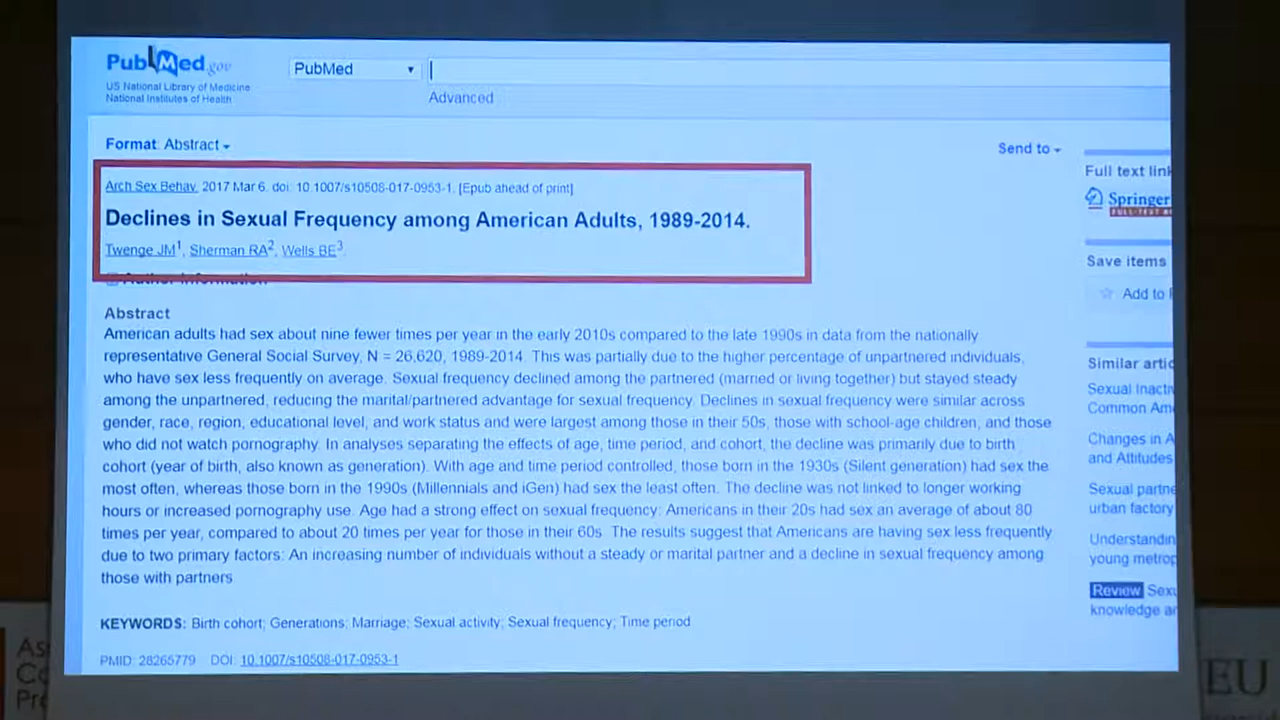 PubMed.gov
US National Library of Medicine
National Institutes of Health
PubMed
Advanced
Format: Abstract
Send to
Arch Sex Behav. 2017 Mar 6. doi: 10.1007/s10508-017-0953-1. [Epub ahead of print]
Declines in Sexual Frequency among American Adults, 1989-2014.
Twenge JM1, Sherman RA2, Wells BE3.
Author information
Abstract
American adults had sex about nine fewer times per year in the early 2010s compared to the late 1990s in data from the nationally
representative General Social Survey, N = 26,620, 1989-2014. This was partially due to the higher percentage of unpartnered individuals,
who have sex less frequently on average. Sexual frequency declined among the partnered (married or living together) but stayed steady
among the unpartnered, reducing the marital/partnered advantage for sexual frequency. Declines in sexual frequency were similar across
gender, race, region, educational level, and work status and were largest among those in their 50s, those with school-age children, and those
who did not watch pornography. In analyses separating the effects of age, time period, and cohort, the decline was primarily due to birth
cohort (year of birth, also known as generation). With age and time period controlled, those born in the 1930s (Silent generation) had sex the
most often, whereas those born in the 1990s (Millennials and iGen) had sex the least often. The decline was not linked to longer working
hours or increased pornography use. Age had a strong effect on sexual frequency: Americans in their 20s had sex an average of about 80
times per year, compared to about 20 times per year for those in their 60s. The results suggest that Americans are having sex less frequently
due to two primary factors: An increasing number of individuals without a steady or marital partner and a decline in sexual frequency among
those with partners
KEYWORDS: Birth cohort; Generations; Marriage; Sexual activity; Sexual frequency; Time period
PMID: 28265779 DOI: 10.1007/s10508-017-0953-1
Full text link
Springer
Save items
Add to
Similar artic
Sexual Inacti
Common Am
Changes in A
and Attitudes
Sexual partne
urban factory
Understandin
young metrop
Review Sexu
knowledge a
As
Co
Pr
EU